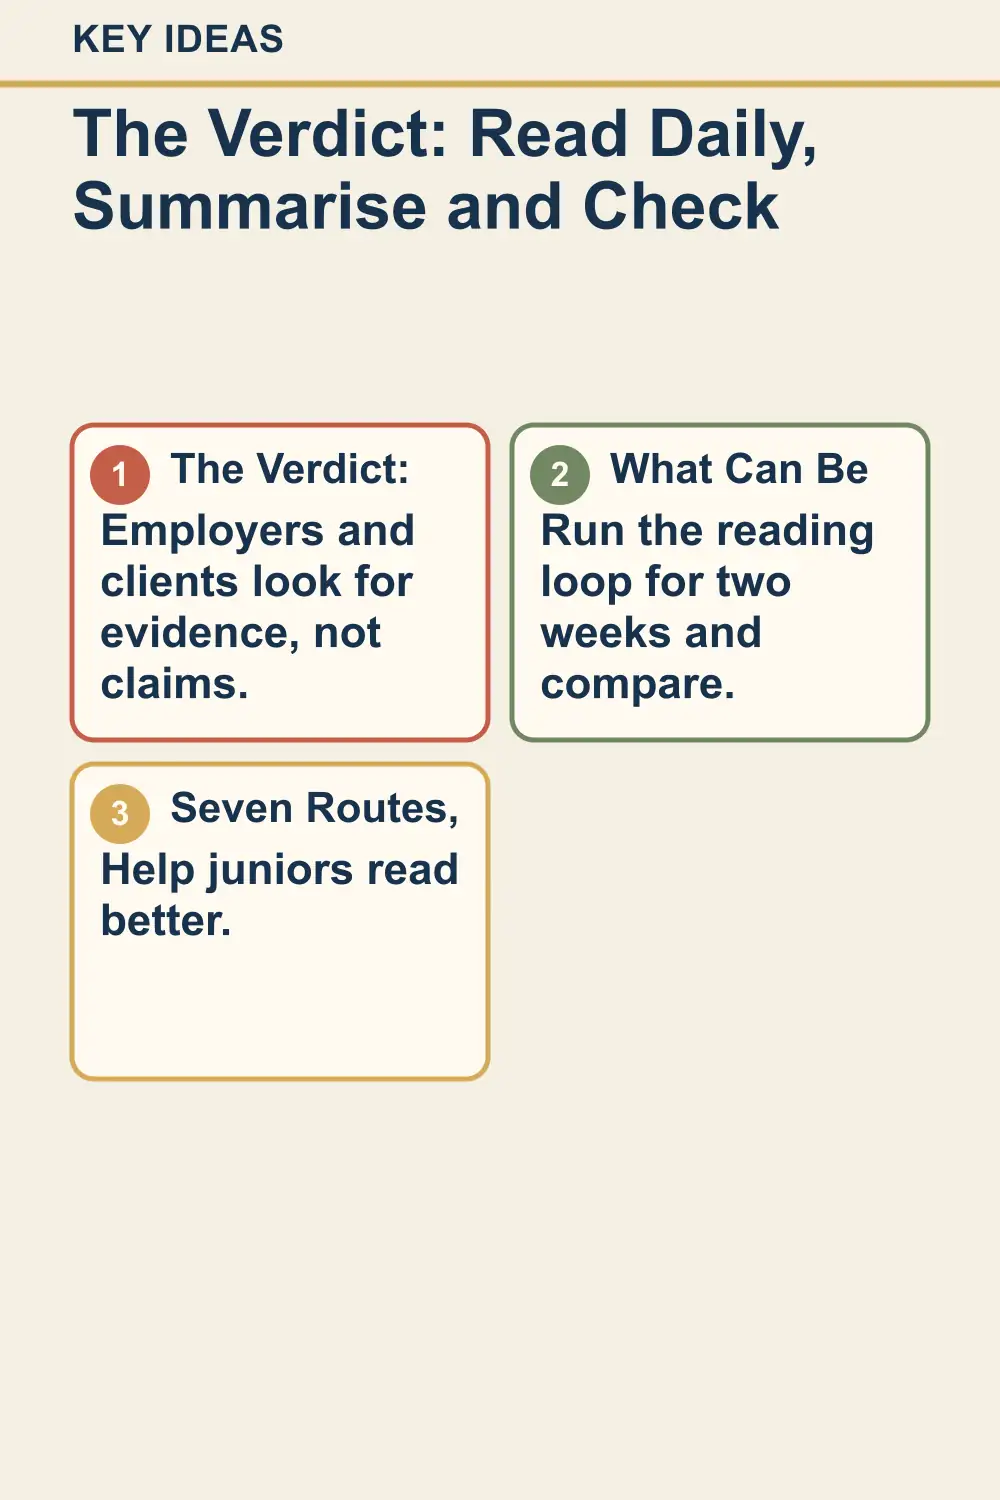 KEY IDEAS
The Verdict: Read Daily,
Summarise and Check
1 The Verdict:
Employers and
clients look for
evidence, not
claims.
2 What Can Be
Run the reading
loop for two
weeks and
compare.
3 Seven Routes,
Help juniors read
better.